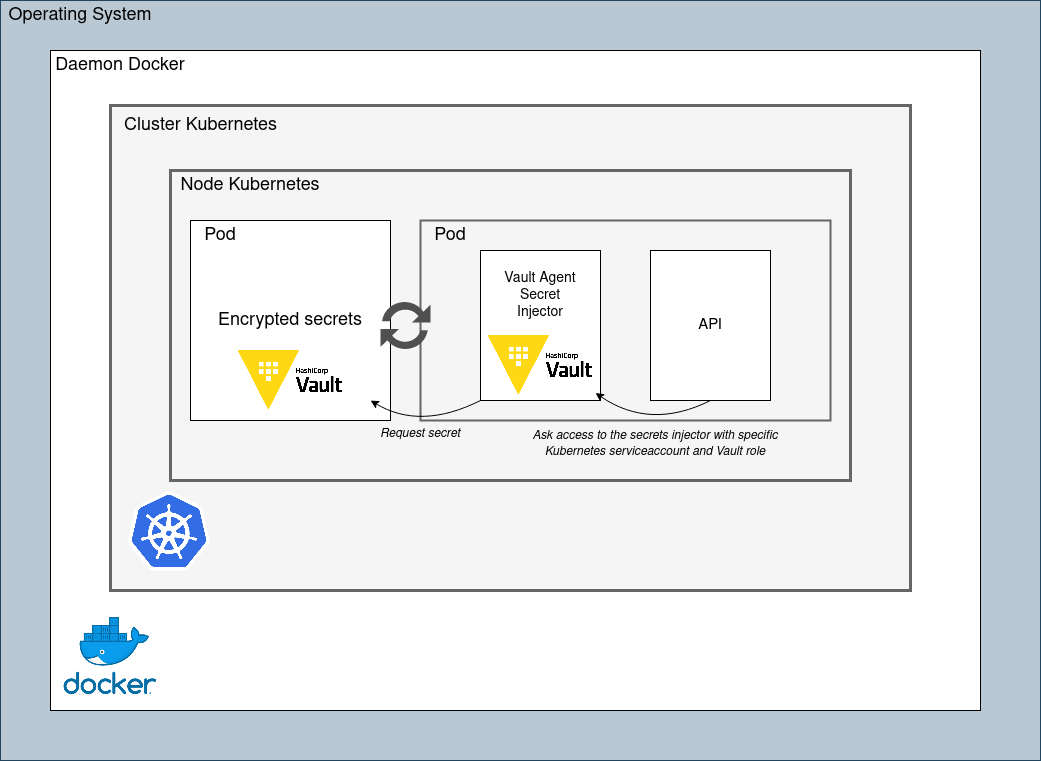 Operating System
Daemon Docker
Cluster Kubernetes
Node Kubernetes
Pod
Encrypted secrets
HashiCorp
Vault
Pod
Vault Agent
Secret
Injector
HashiCorp
Vault
API
Request secret
Ask access to the secrets injector with specific
Kubernetes serviceaccount and Vault role
docker